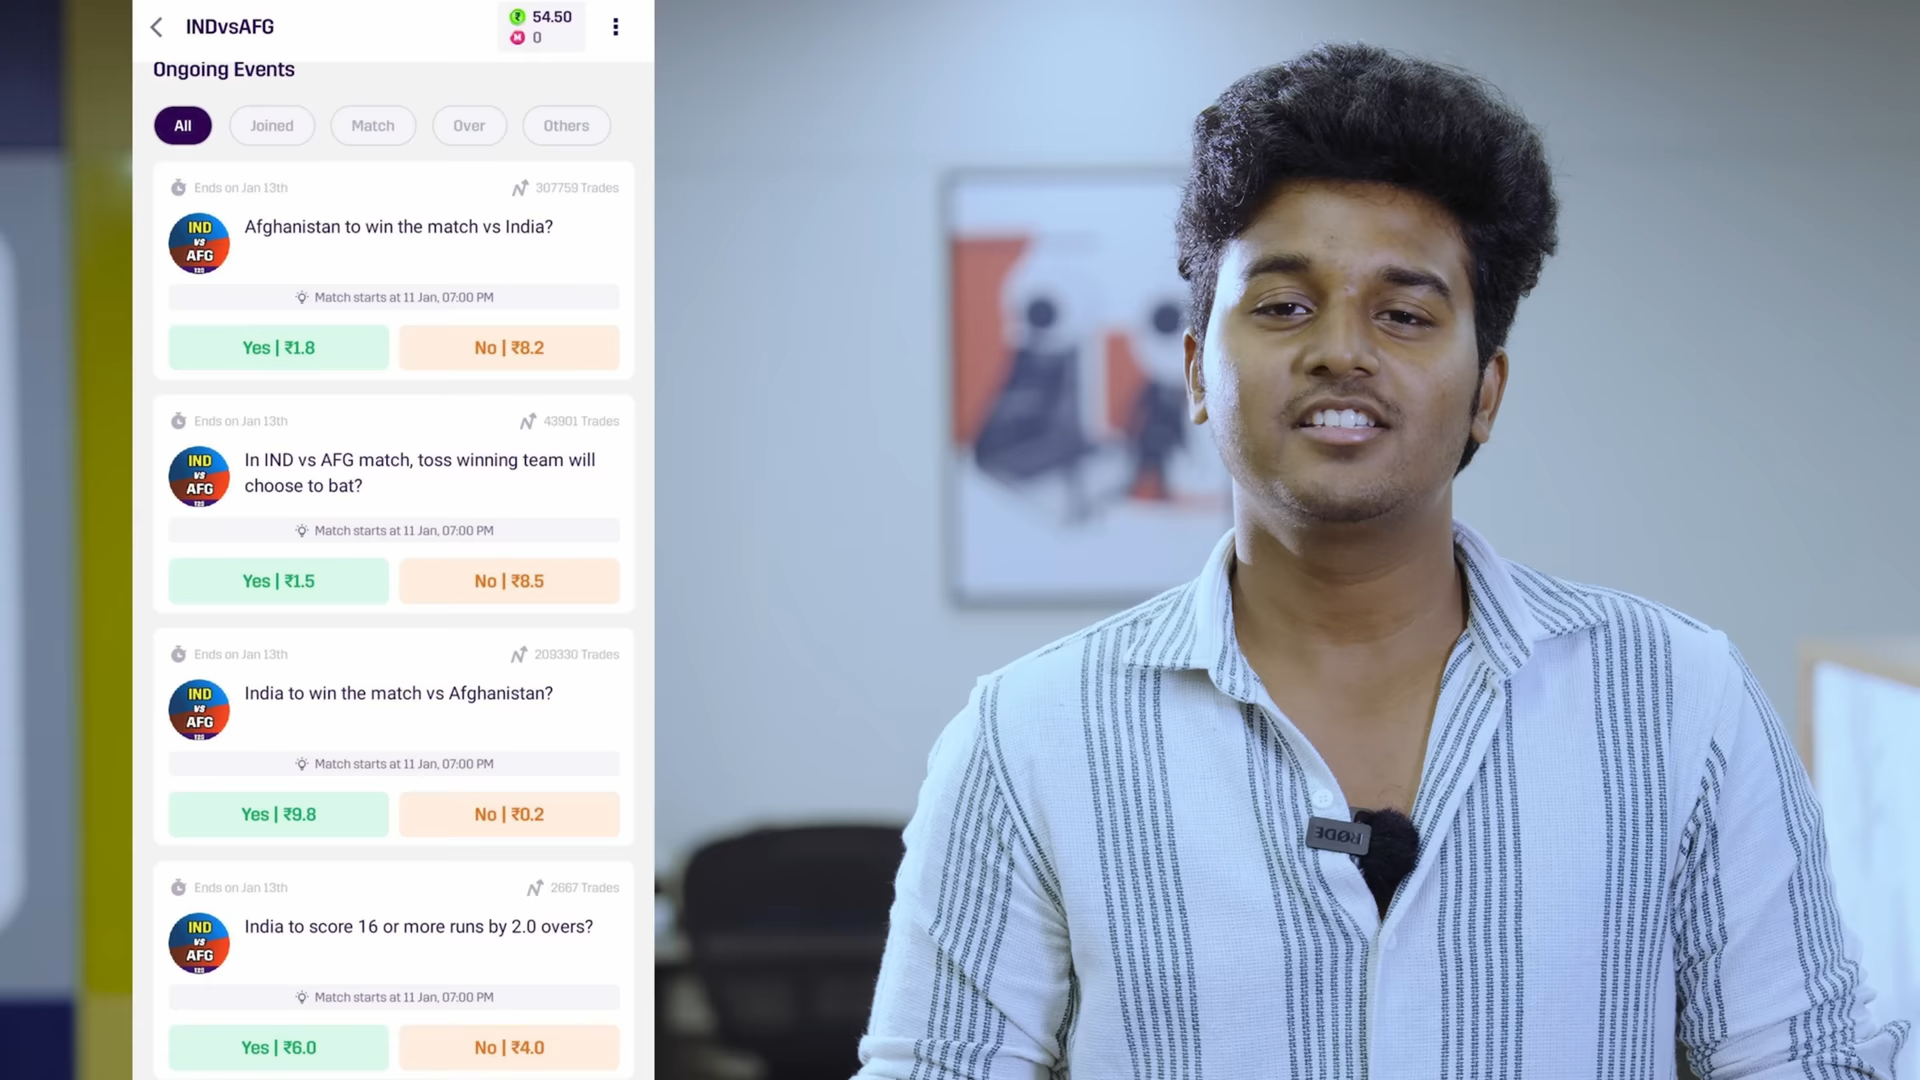 INDvsAFG
54.50
0
Ongoing Events
All
Joined
Match
Over
Others
Ends on Jan 13th
307759 Trades
IND
VS
AFG
T20
Afghanistan to win the match vs India?
Match starts at 11 Jan, 07:00 PM
Yes | ₹1.8
No | ₹8.2
Ends on Jan 13th
43901 Trades
IND
VS
AFG
T20
In IND vs AFG match, toss winning team will
choose to bat?
Match starts at 11 Jan, 07:00 PM
Yes | ₹1.5
No | ₹8.5
Ends on Jan 13th
209330 Trades
IND
VS
AFG
T20
India to win the match vs Afghanistan?
Match starts at 11 Jan, 07:00 PM
Yes | ₹9.8
No | ₹0.2
Ends on Jan 13th
2667 Trades
IND
VS
AFG
T20
India to score 16 or more runs by 2.0 overs?
Match starts at 11 Jan, 07:00 PM
Yes | ₹6.0
No | ₹4.0
RØDE